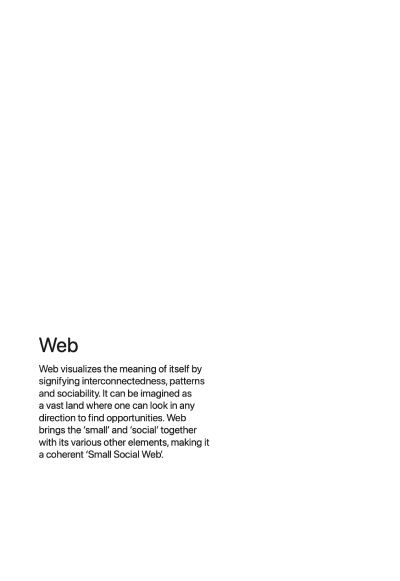 Web
Web visualizes the meaning of itself by
signifying interconnectedness, patterns
and sociability. It can be imagined as
a vast land where one can look in any
direction to find opportunities. Web
brings the ‘small’ and ‘social’ together
with its various other elements, making it
a coherent ‘Small Social Web’.